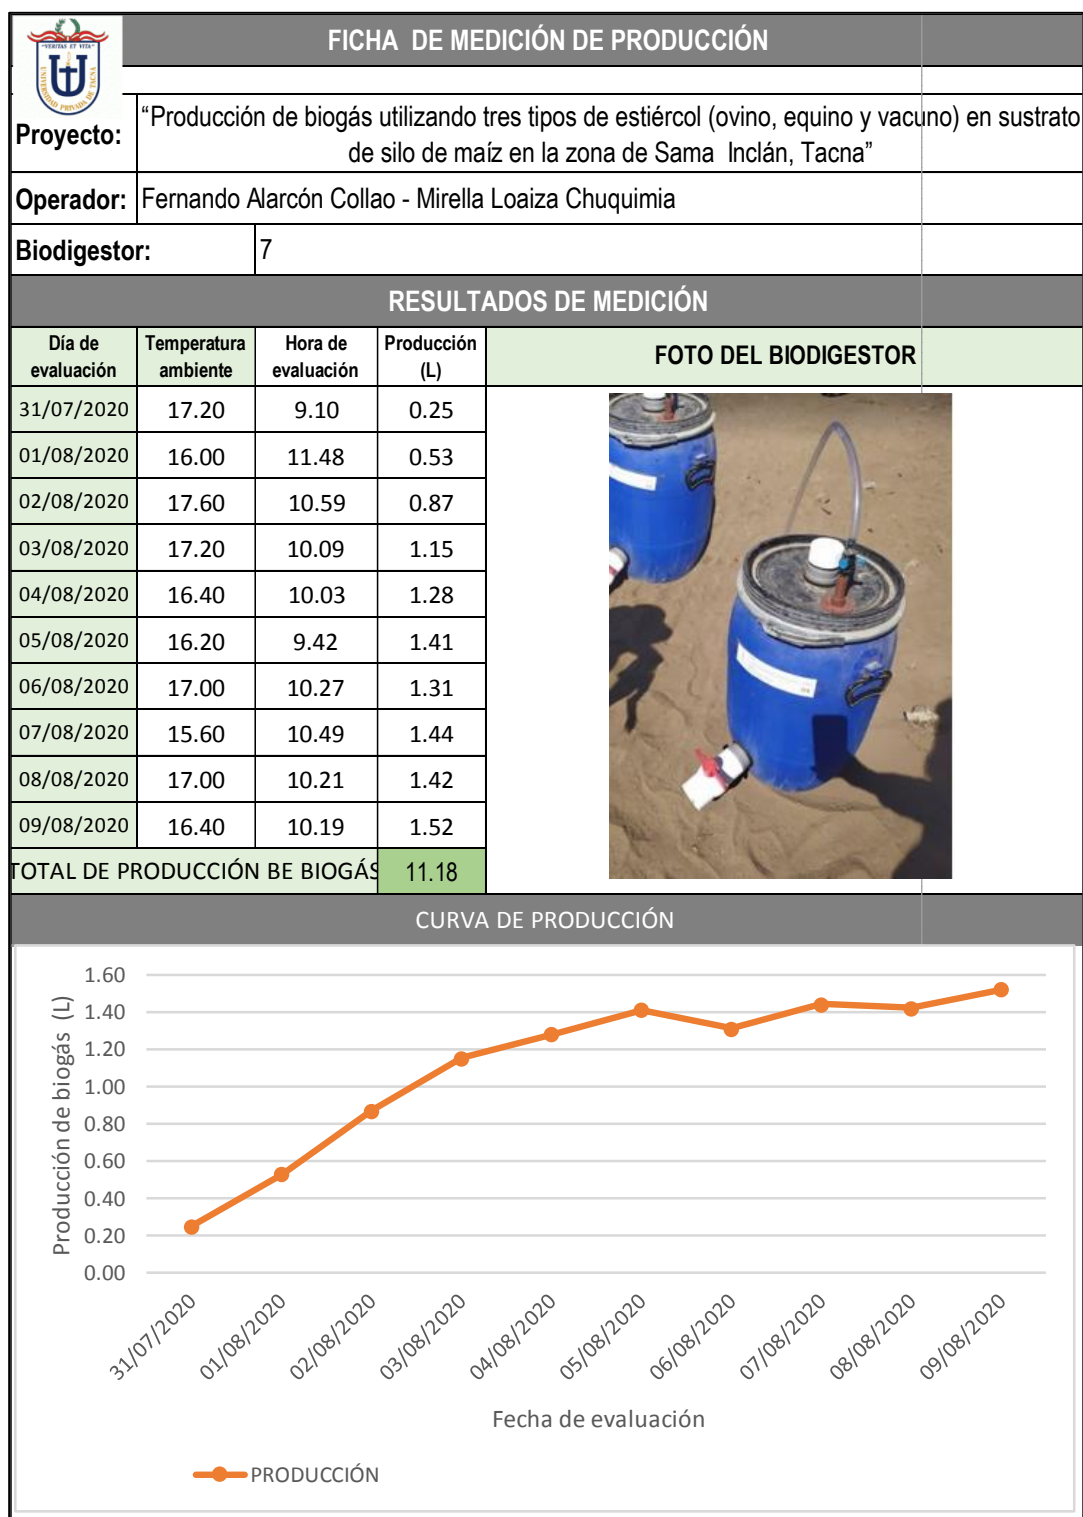 "VERITAS ET VITA"
UNIVERSIDAD PRIVADA DE TACNA
FICHA DE MEDICIÓN DE PRODUCCIÓN
Proyecto:
“Producción de biogás utilizando tres tipos de estiércol (ovino, equino y vacuno) en sustrato
de silo de maíz en la zona de Sama Inclán, Tacna”
Operador: Fernando Alarcón Collao - Mirella Loaiza Chuquimia
Biodigestor: 7
RESULTADOS DE MEDICIÓN
Día de evaluación Temperatura ambiente Hora de evaluación Producción (L) FOTO DEL BIODIGESTOR
31/07/2020 17.20 9.10 0.25
01/08/2020 16.00 11.48 0.53
02/08/2020 17.60 10.59 0.87
03/08/2020 17.20 10.09 1.15
04/08/2020 16.40 10.03 1.28
05/08/2020 16.20 9.42 1.41
06/08/2020 17.00 10.27 1.31
07/08/2020 15.60 10.49 1.44
08/08/2020 17.00 10.21 1.42
09/08/2020 16.40 10.19 1.52
TOTAL DE PRODUCCIÓN BE BIOGÁS 11.18
CURVA DE PRODUCCIÓN
Producción de biogás (L)
1.60
1.40
1.20
1.00
0.80
0.60
0.40
0.20
0.00
31/07/2020
01/08/2020
02/08/2020
03/08/2020
04/08/2020
05/08/2020
06/08/2020
07/08/2020
08/08/2020
09/08/2020
Fecha de evaluación
PRODUCCIÓN